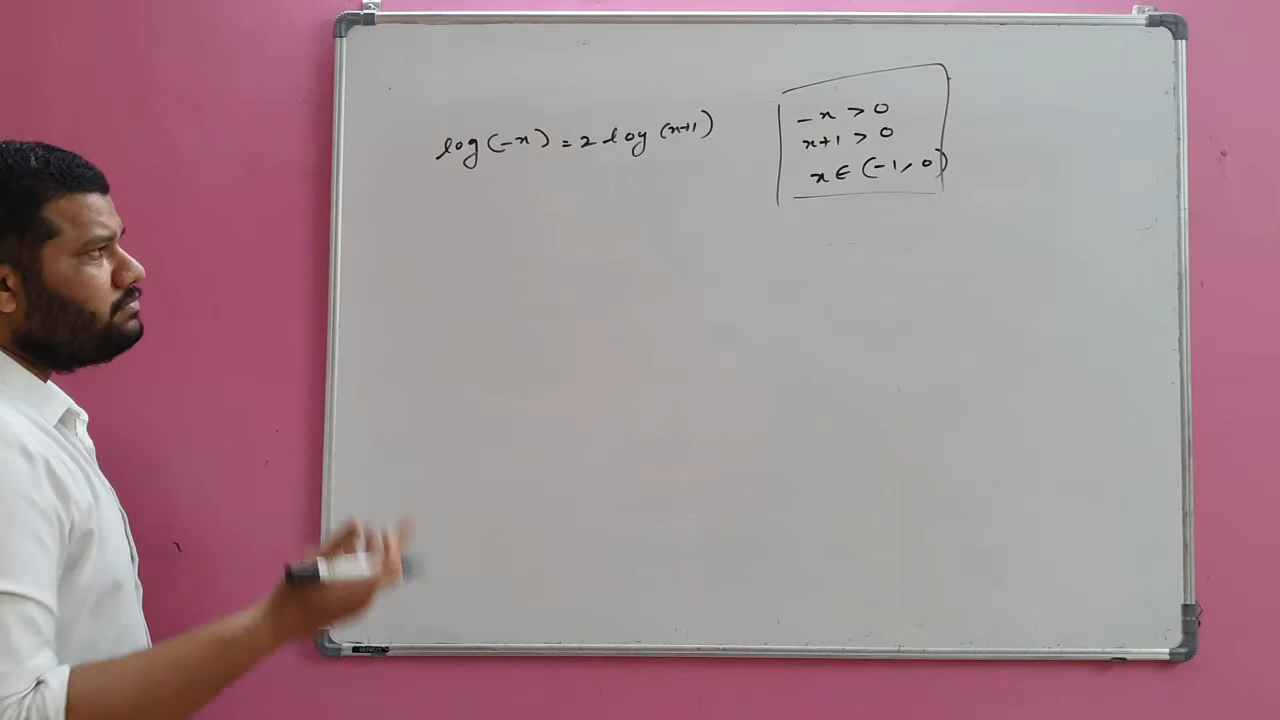 log(-x) = 2 log (x+1)
-x > 0
x+1 > 0
x ∈ (-1, 0)